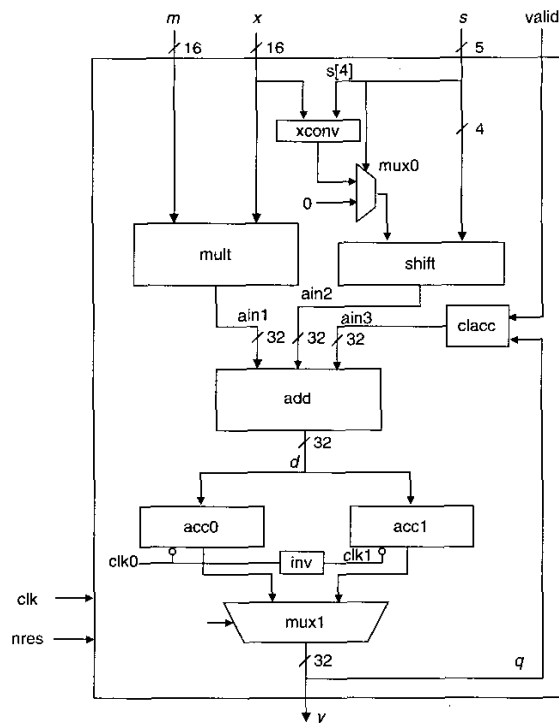 m x s valid
16 16 5
s[4]
xconv
4
mux0
0
mult
shift
ain2
ain1 ain3 clacc
32 32 32
add
32
d
acc0 acc1
clk0 inv clk1
clk
mux1
nres
32 q
y